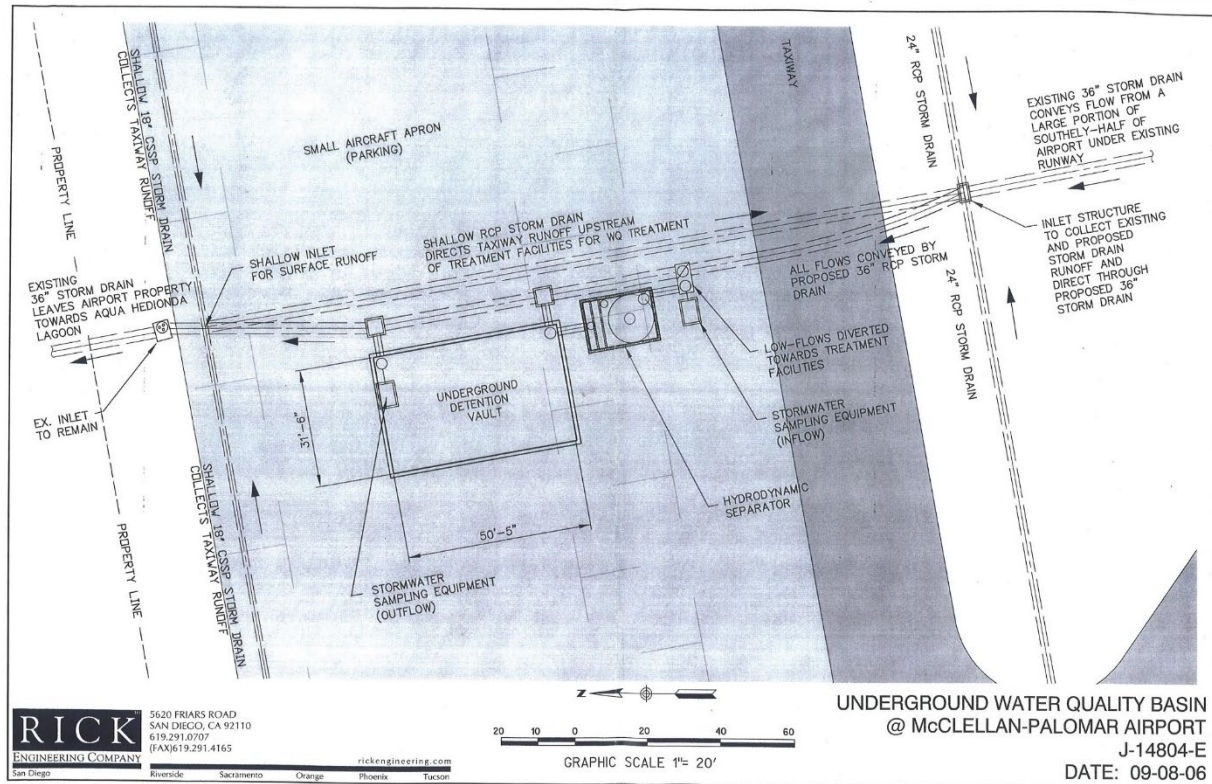 SHALLOW 18" CSSP STORM DRAIN
COLLECTS TAXIWAY RUNOFF
PROPERTY LINE
SMALL AIRCRAFT APRON
(PARKING)
TAXIWAY
24" RCP STORM DRAIN
EXISTING 36" STORM DRAIN
CONVEYS FLOW FROM A
LARGE PORTION OF
SOUTHELY-HALF OF
AIRPORT UNDER EXISTING
RUNWAY
SHALLOW RCP STORM DRAIN
DIRECTS TAXIWAY RUNOFF UPSTREAM
OF TREATMENT FACILITIES FOR WQ TREATMENT
SHALLOW INLET
FOR SURFACE RUNOFF
INLET STRUCTURE
TO COLLECT EXISTING
AND PROPOSED
STORM DRAIN
RUNOFF AND
DIRECT THROUGH
PROPOSED 36"
STORM DRAIN
ALL FLOWS CONVEYED BY
PROPOSED 36" RCP STORM
DRAIN
EXISTING
36" STORM DRAIN
LEAVES AIRPORT PROPERTY
TOWARDS AQUA HEDIONDA
LAGOON
24" RCP STORM DRAIN
LOW-FLOWS DIVERTED
TOWARDS TREATMENT
FACILITIES
UNDERGROUND
DETENTION
VAULT
31'-6"
EX. INLET
TO REMAIN
STORMWATER
SAMPLING EQUIPMENT
(INFLOW)
HYDRODYNAMIC
SEPARATOR
50'-5"
SHALLOW 18" CSSP STORM DRAIN
COLLECTS TAXIWAY RUNOFF
PROPERTY LINE
STORMWATER
SAMPLING EQUIPMENT
(OUTFLOW)
Z
20 10 0 20 40 60
GRAPHIC SCALE 1"= 20'
RICK
ENGINEERING COMPANY
5620 FRIARS ROAD
SAN DIEGO, CA 92110
619.291.0707
(FAX)619.291.4165
rickengineering.com
San Diego Riverside Sacramento Orange Phoenix Tucson
UNDERGROUND WATER QUALITY BASIN
@ McCLELLAN-PALOMAR AIRPORT
J-14804-E
DATE: 09-08-06